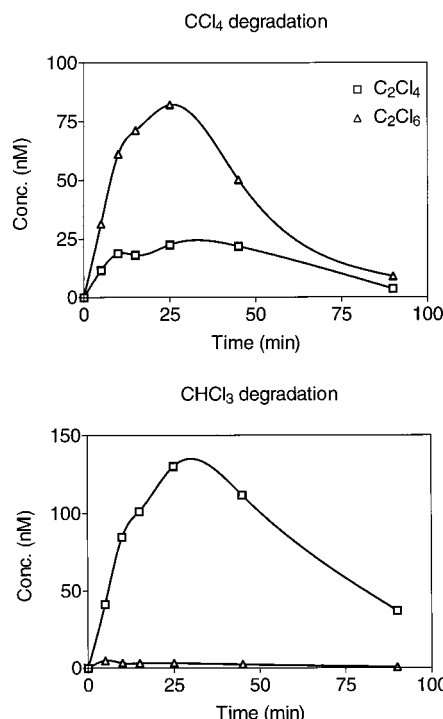 CCl₄ degradation
100
75
50
25
0
Conc. (nM)
C₂Cl₄
C₂Cl₆
0 25 50 75 100
Time (min)
CHCl₃ degradation
150
100
50
0
Conc. (nM)
0 25 50 75 100
Time (min)